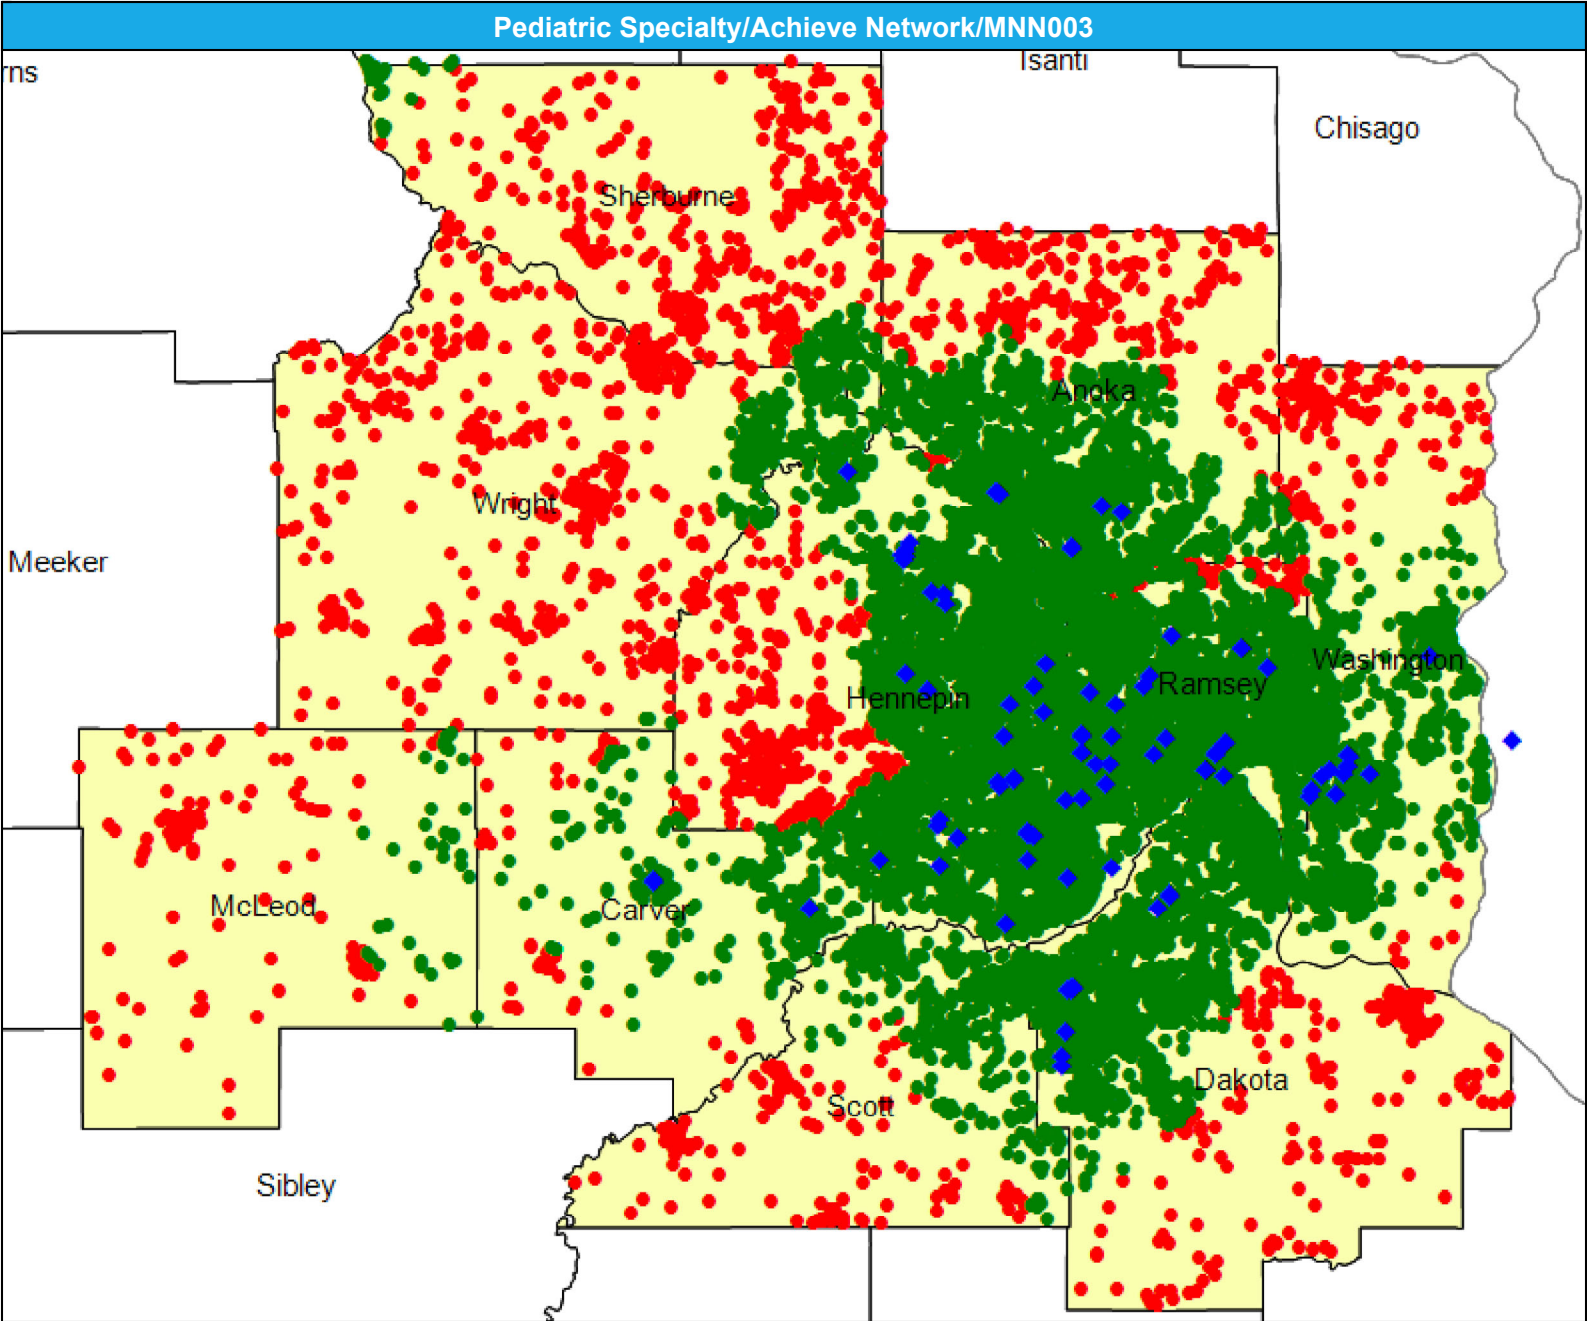 Pediatric Specialty/Achieve Network/MNN003
rns
Isanti
Chisago
Sherburne
Anoka
Wright
Meeker
Washington
Ramsey
Hennepin
McLeod
Carver
Dakota
Scott
Sibley